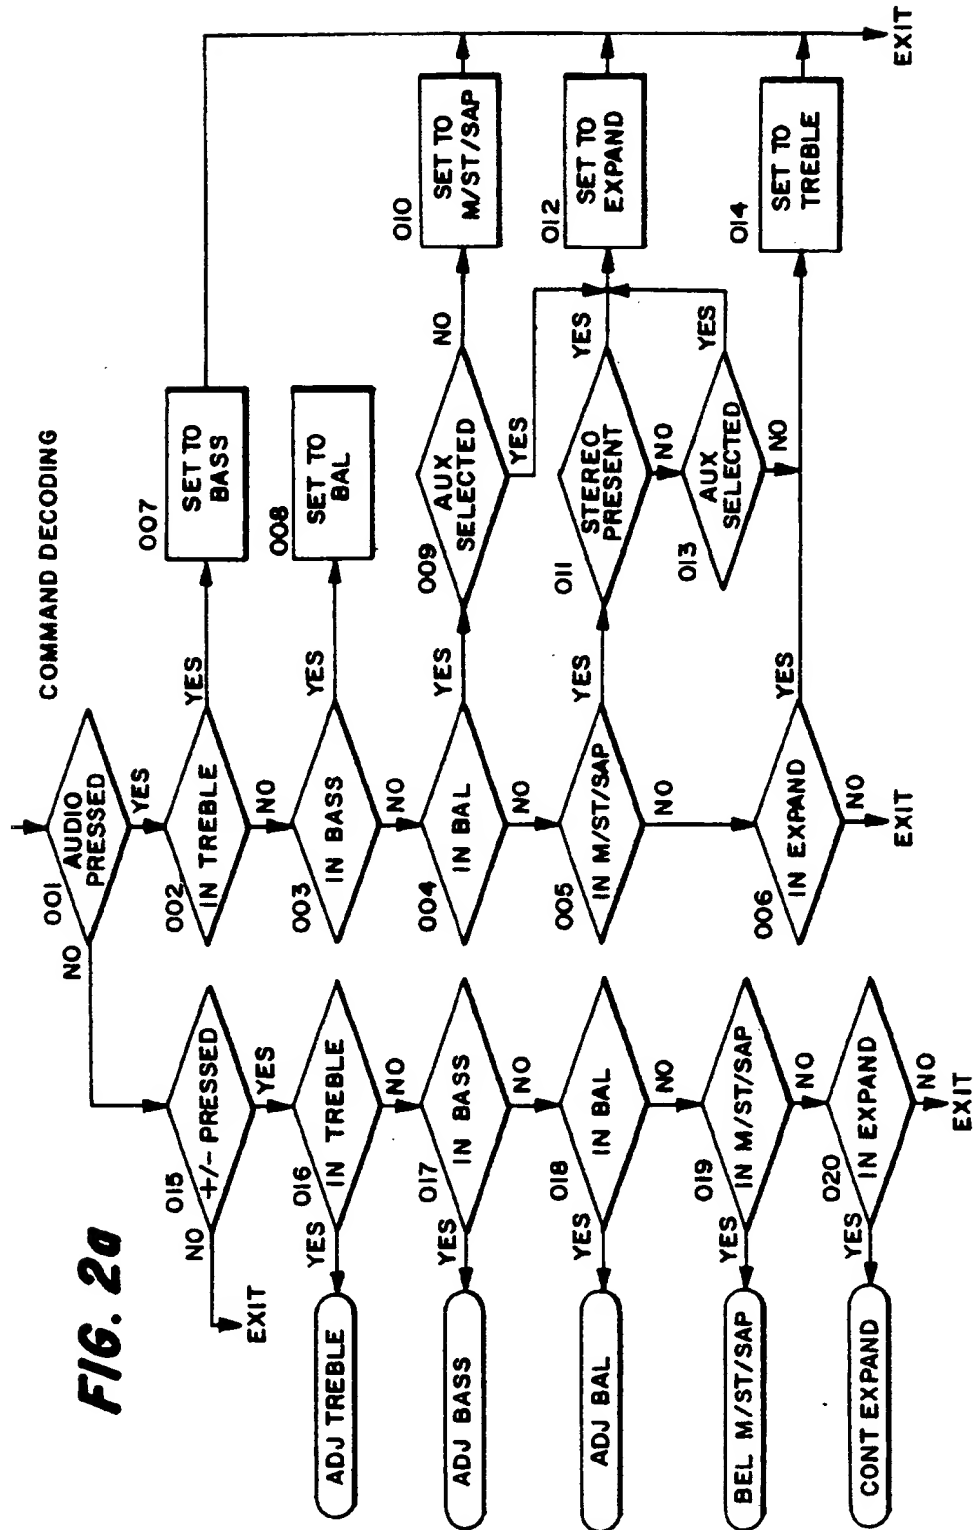 FIG. 2a
COMMAND DECODING
001
AUDIO
PRESSED
NO
YES
002
IN TREBLE
YES
NO
007
SET TO
BASS
003
IN BASS
YES
NO
008
SET TO
BAL
004
IN BAL
YES
NO
009
AUX
SELECTED
NO
YES
010
SET TO
M/ST/SAP
005
IN M/ST/SAP
YES
NO
011
STEREO
PRESENT
YES
NO
012
SET TO
EXPAND
013
AUX
SELECTED
YES
NO
006
IN EXPAND
YES
NO
EXIT
014
SET TO
TREBLE
EXIT
015
+/- PRESSED
NO
EXIT
YES
016
IN TREBLE
YES
NO
ADJ TREBLE
017
IN BASS
YES
NO
ADJ BASS
018
IN BAL
YES
NO
ADJ BAL
019
IN M/ST/SAP
YES
NO
BEL M/ST/SAP
020
IN EXPAND
YES
NO
CONT EXPAND
EXIT